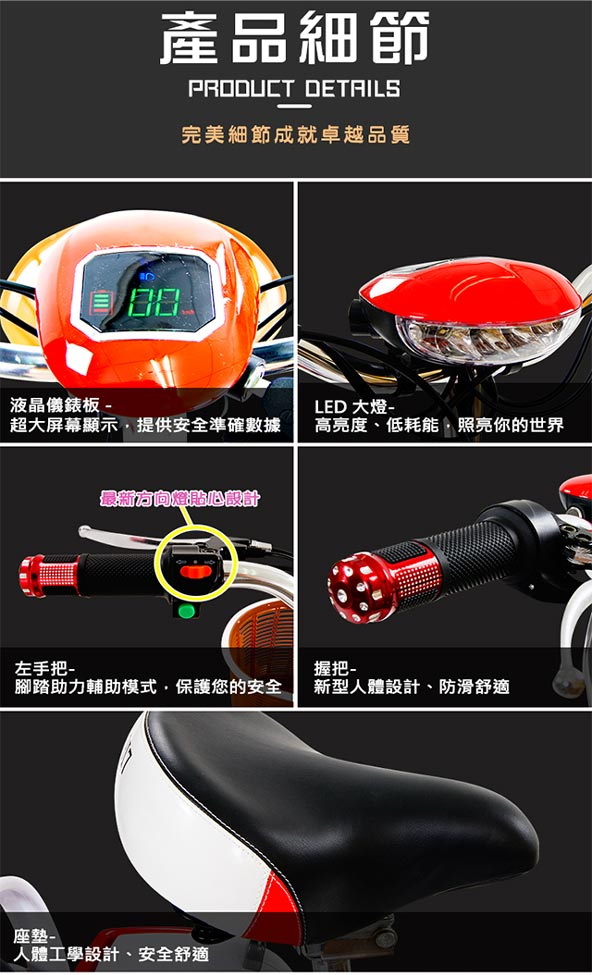 產品細節
PRODUCT DETAILS
完美細節成就卓越品質
00
km/h
液晶儀錶板 -
超大屏幕顯示，提供安全準確數據
LED 大燈-
高亮度、低耗能，照亮你的世界
最新方向燈貼心設計
左手把-
腳踏助力輔助模式，保護您的安全
握把-
新型人體設計、防滑舒適
座墊-
人體工學設計、安全舒適